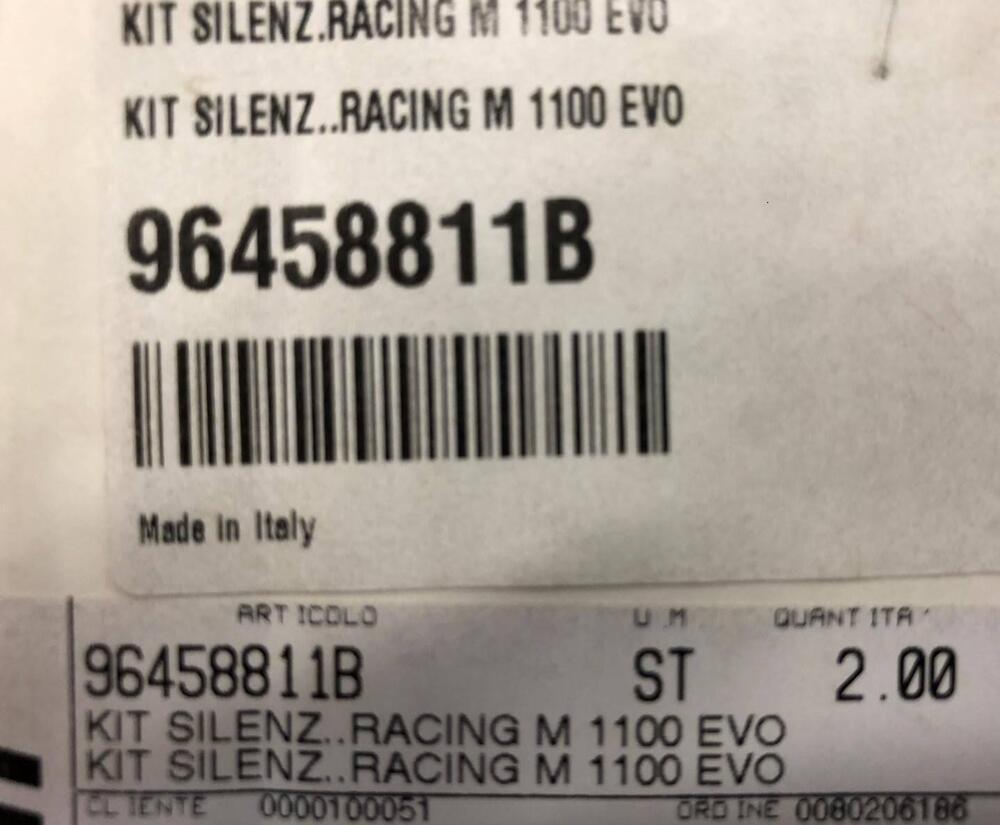 KIT SILENZ.RACING M 1100 EVO
KIT SILENZ..RACING M 1100 EVO
96458811B
Made in Italy
ARTICOLO U.M QUANTITA'
96458811B ST 2.00
KIT SILENZ..RACING M 1100 EVO
KIT SILENZ..RACING M 1100 EVO
CLIENTE 0000100051 ORDINE 0080206186